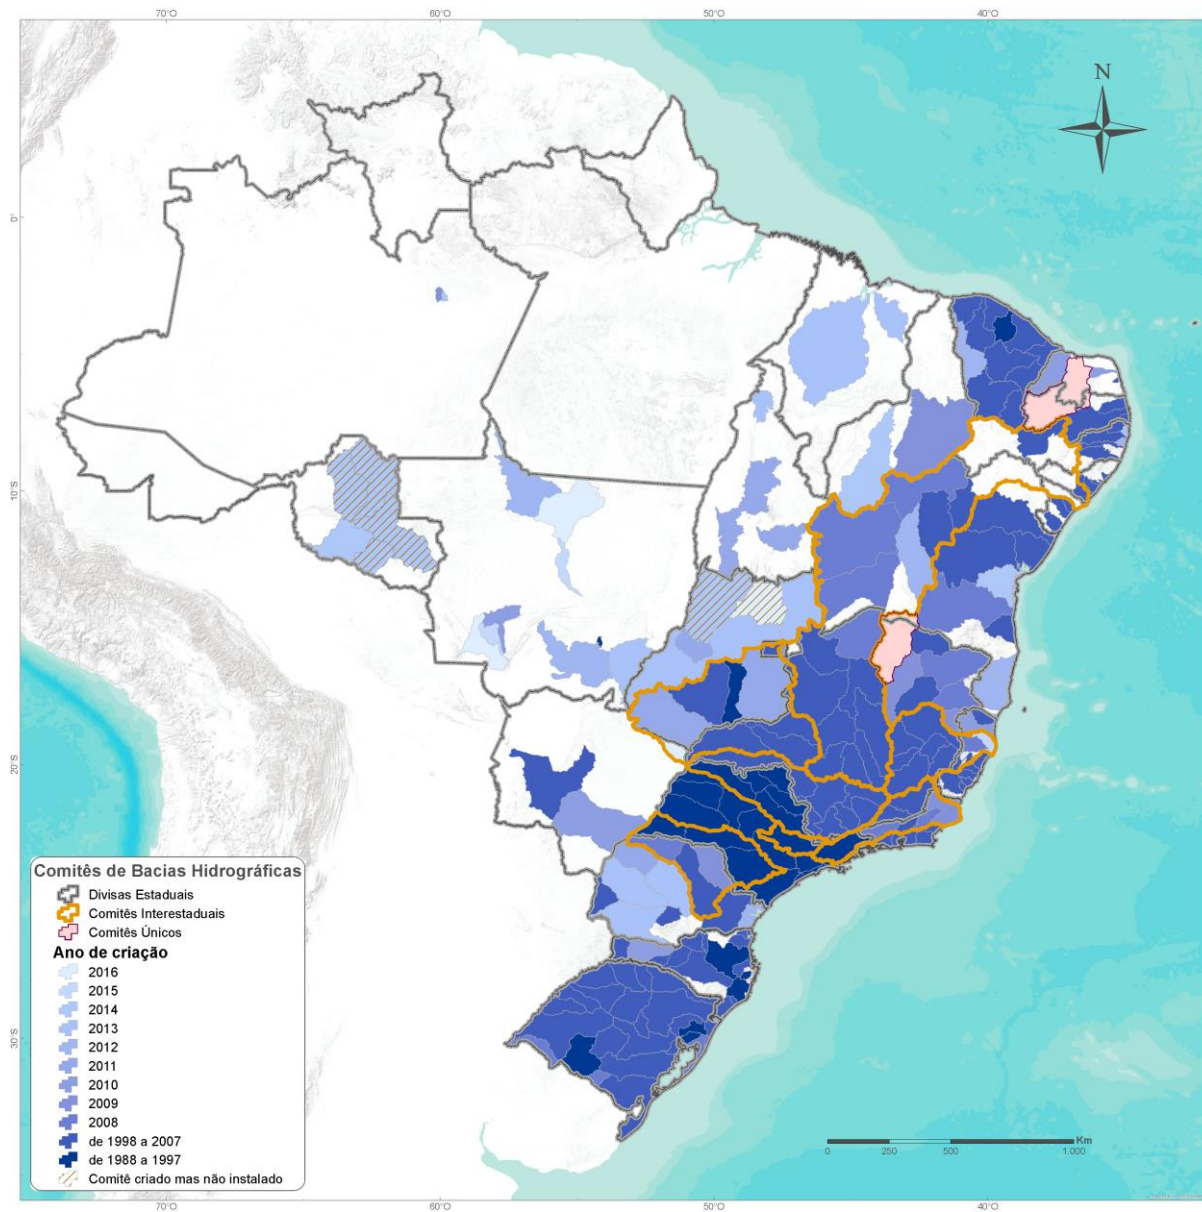 70°O 60°O 50°O 40°O
N
0°
10°S
20°S
30°S
Comitês de Bacias Hidrográficas
Divisas Estaduais
Comitês Interestaduais
Comitês Únicos
Ano de criação
2016
2015
2014
2013
2012
2011
2010
2009
2008
de 1998 a 2007
de 1988 a 1997
Comitê criado mas não instalado
Km
0 250 500 1.000
70°O 60°O 50°O 40°O